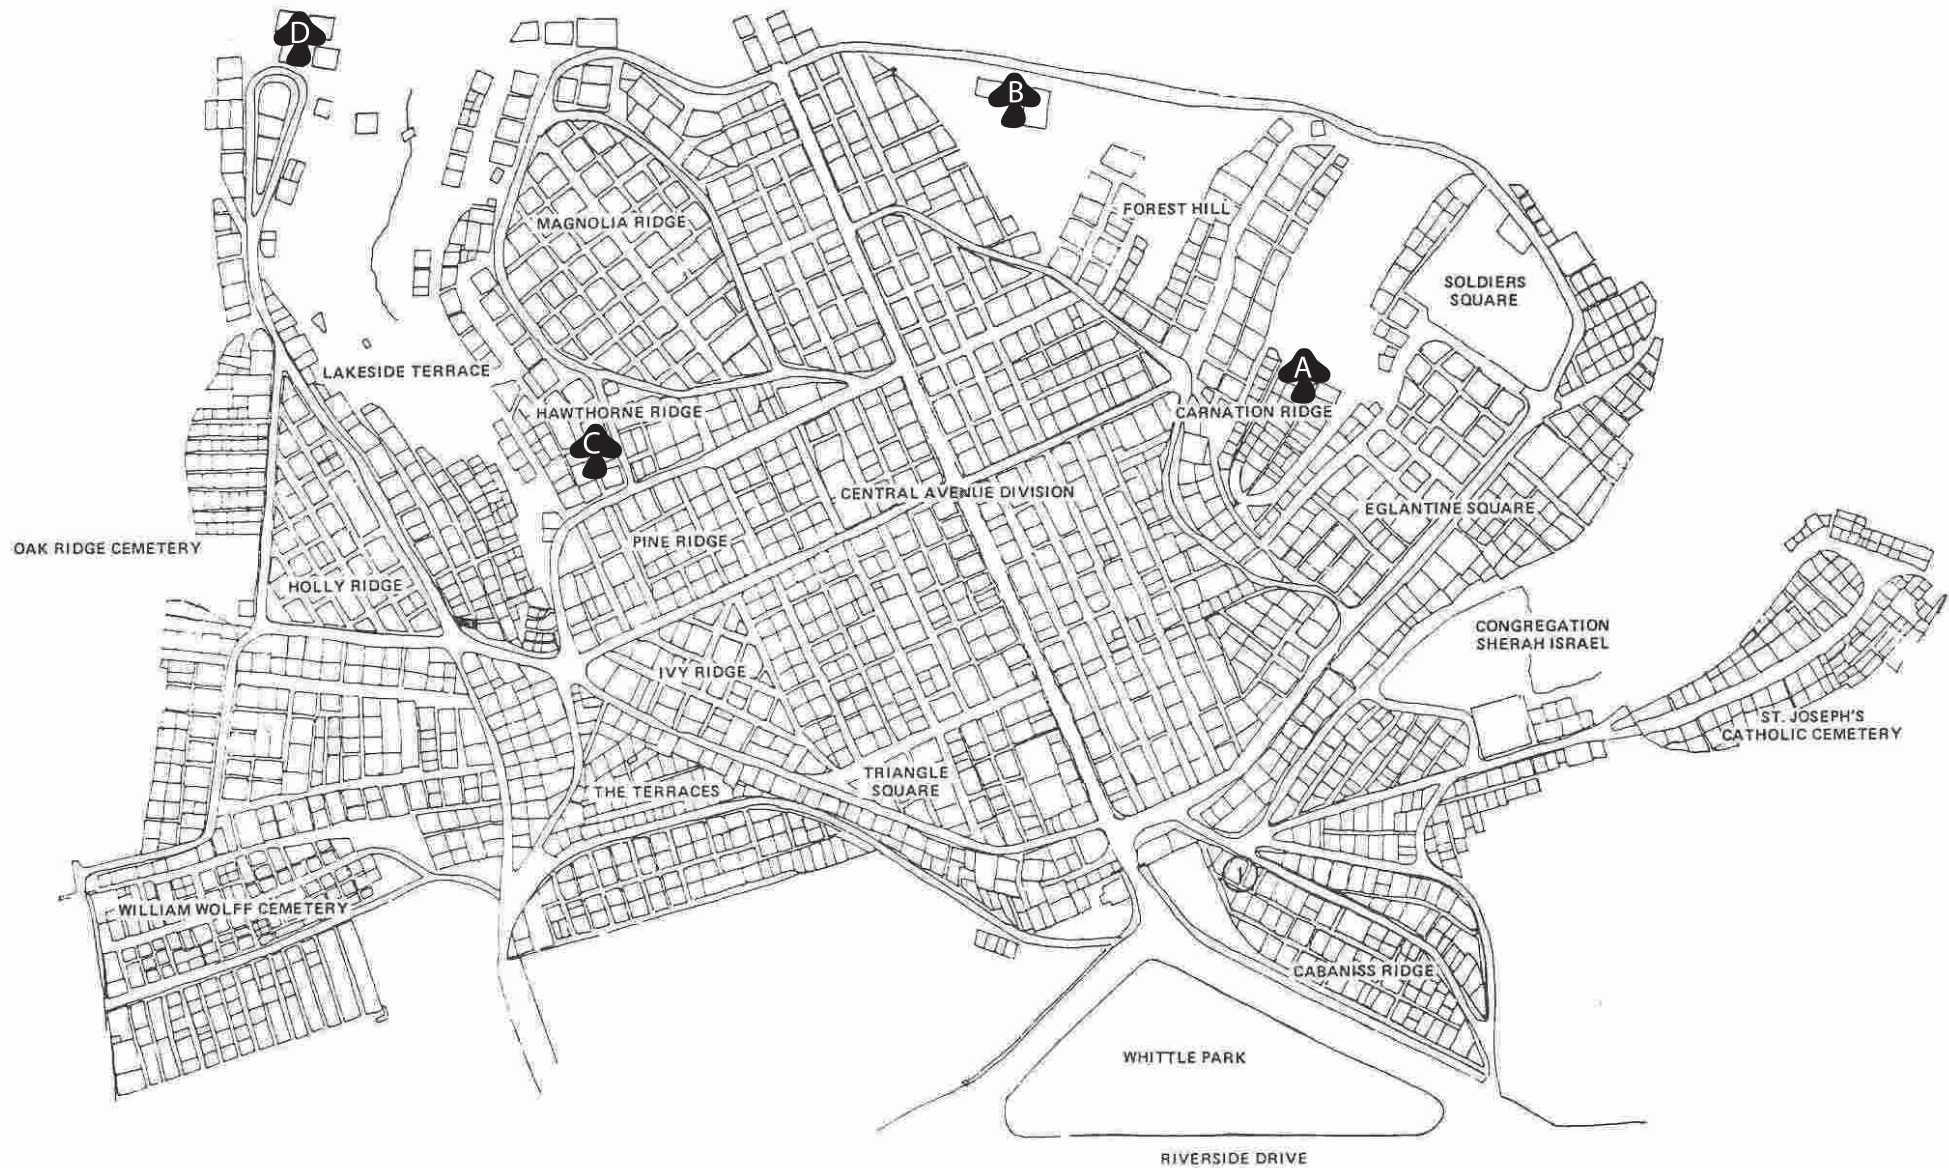 D
B
MAGNOLIA RIDGE
FOREST HILL
SOLDIERS
SQUARE
LAKESIDE TERRACE
A
HAWTHORNE RIDGE
CARNATION RIDGE
C
CENTRAL AVENUE DIVISION
EGLANTINE SQUARE
PINE RIDGE
OAK RIDGE CEMETERY
HOLLY RIDGE
CONGREGATION
SHERAH ISRAEL
IVY RIDGE
ST. JOSEPH'S
CATHOLIC CEMETERY
TRIANGLE
SQUARE
THE TERRACES
WILLIAM WOLFF CEMETERY
CABANISS RIDGE
WHITTLE PARK
RIVERSIDE DRIVE